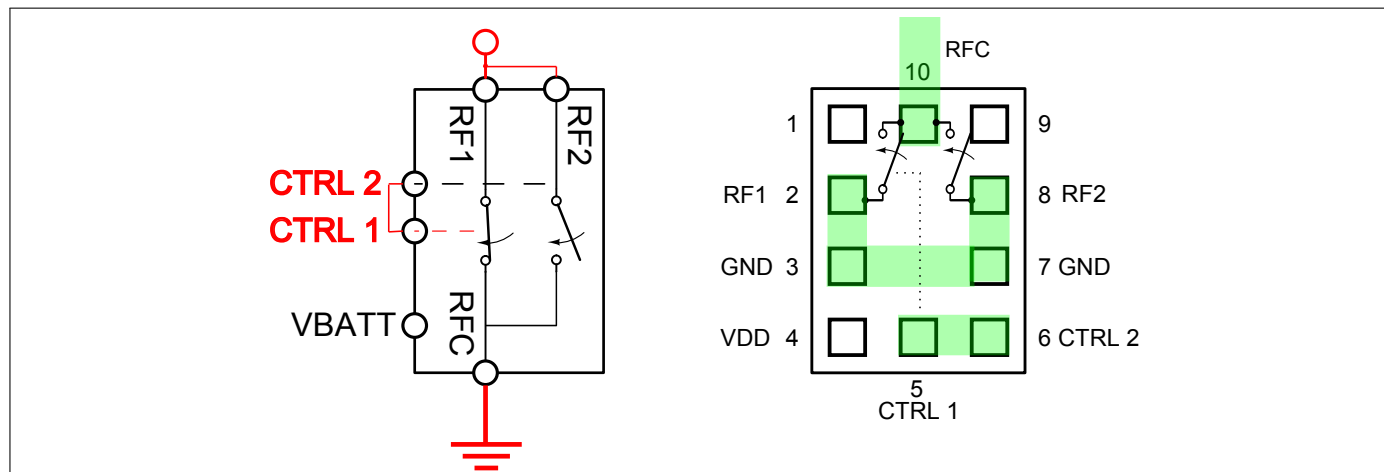 RF1
RF2
CTRL 2
CTRL 1
VBATT
RFC
RFC
10
1
9
RF1 2
8 RF2
GND 3
7 GND
VDD 4
6 CTRL 2
5
CTRL 1